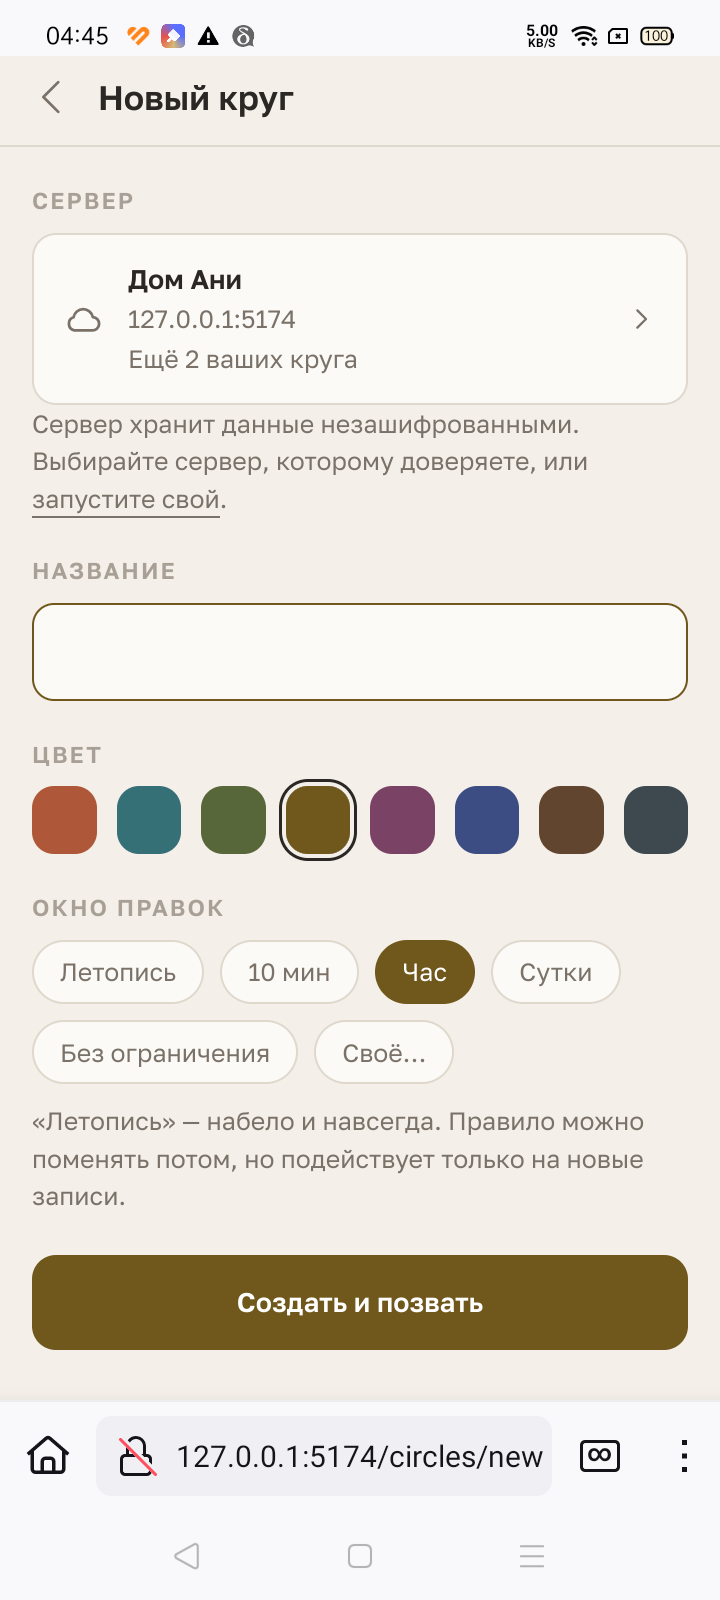 04:45
5.00
KB/S
100
Новый круг
СЕРВЕР
Дом Ани
127.0.0.1:5174
Ещё 2 ваших круга
Сервер хранит данные незашифрованными.
Выбирайте сервер, которому доверяете, или
запустите свой.
НАЗВАНИЕ
ЦВЕТ
ОКНО ПРАВОК
Летопись 10 мин Час Сутки
Без ограничения Своё...
«Летопись» — набело и навсегда. Правило можно
поменять потом, но подействует только на новые
записи.
Создать и позвать
127.0.0.1:5174/circles/new